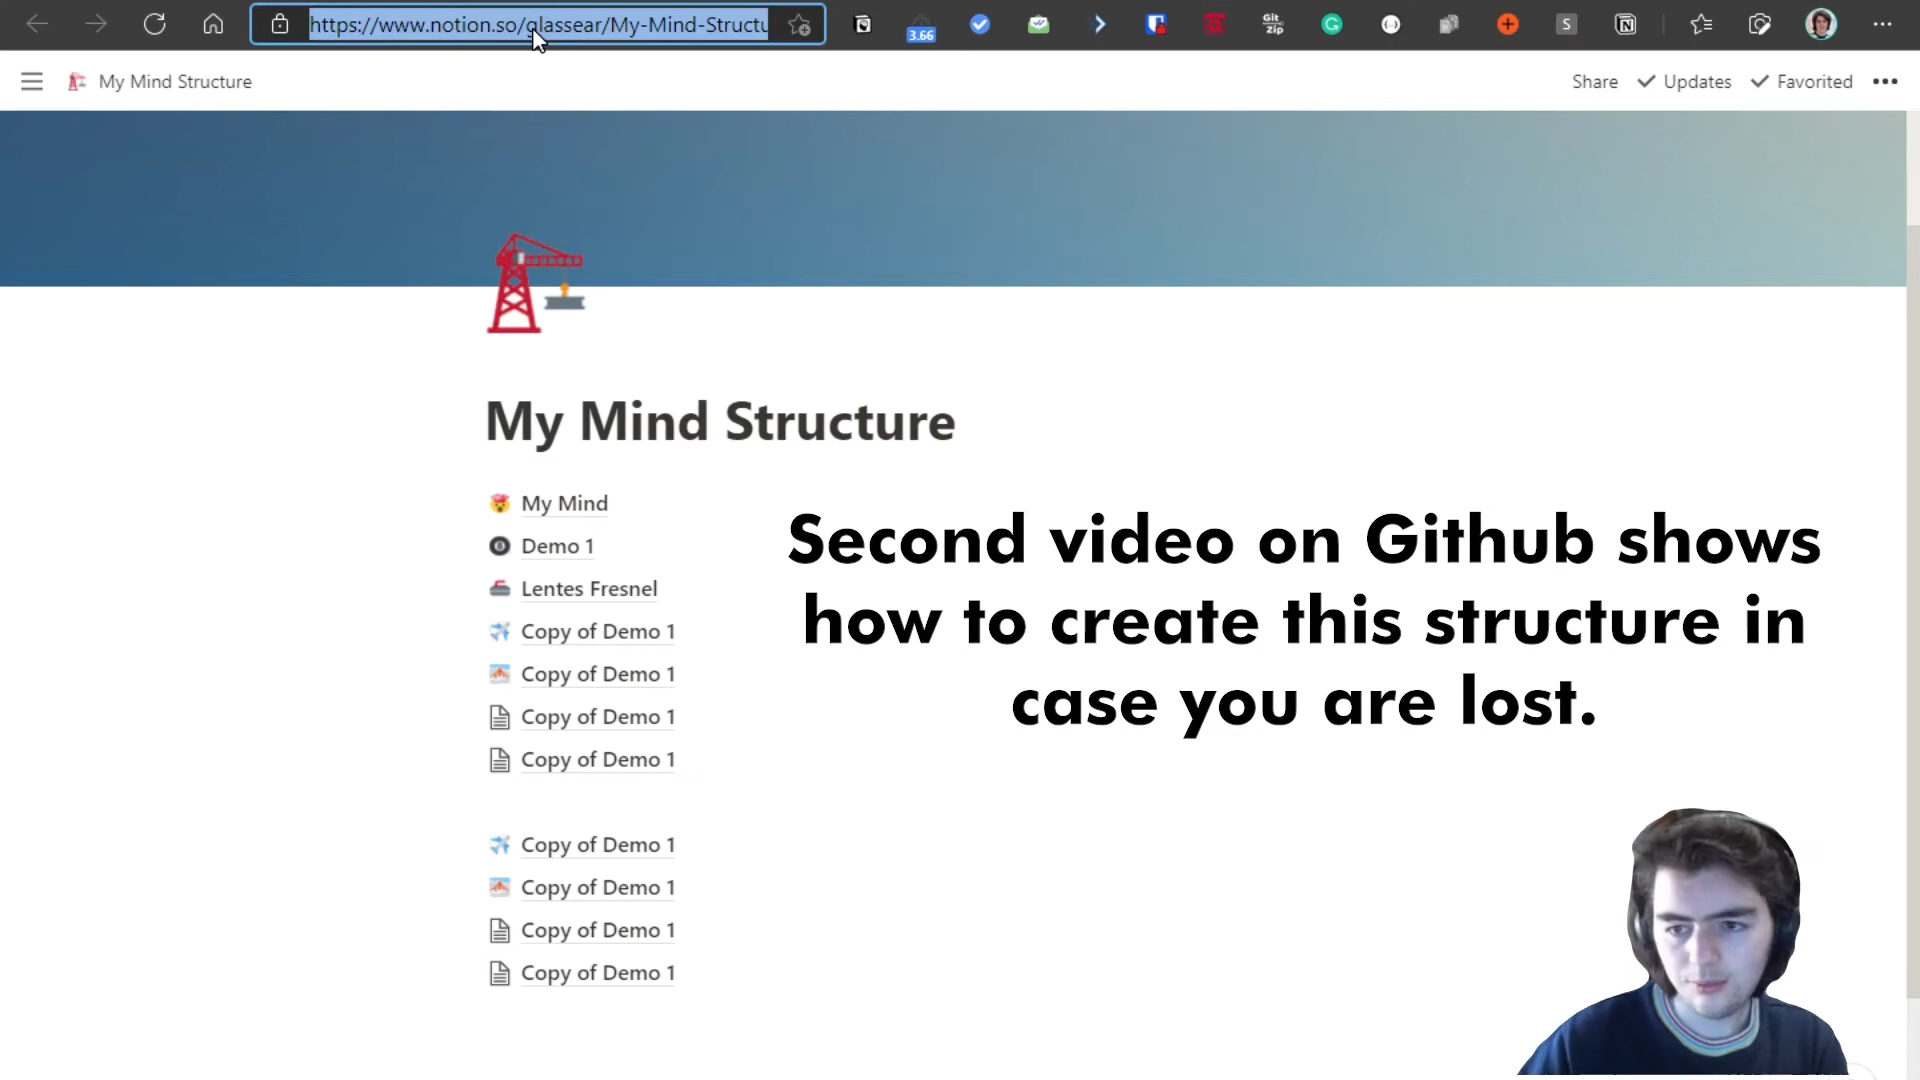 https://www.notion.so/glassear/My-Mind-Structu
3.66
Git
Zip
G
S
My Mind Structure
Share
Updates
Favorited
My Mind Structure
My Mind
Demo 1
Lentes Fresnel
Copy of Demo 1
Copy of Demo 1
Copy of Demo 1
Copy of Demo 1
Copy of Demo 1
Copy of Demo 1
Copy of Demo 1
Copy of Demo 1
Second video on Github shows
how to create this structure in
case you are lost.